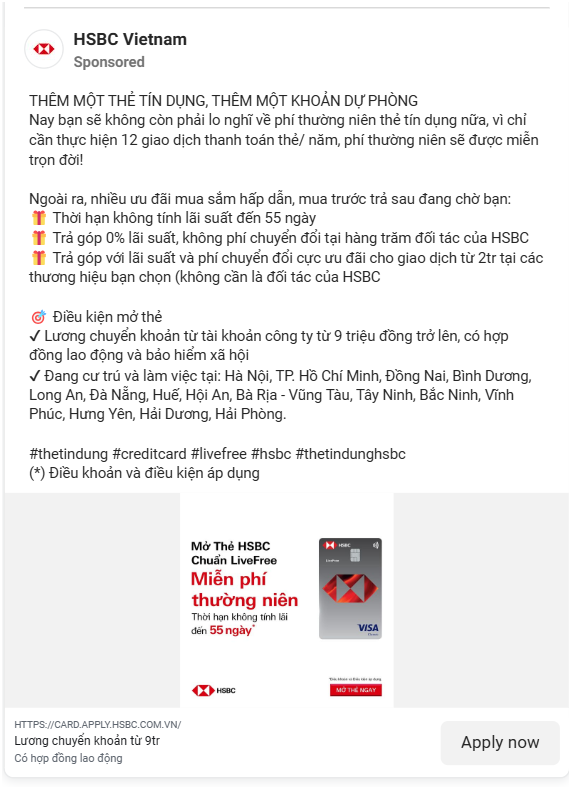 HSBC Vietnam
Sponsored
THÊM MỘT THẺ TÍN DỤNG, THÊM MỘT KHOẢN DỰ PHÒNG
Nay bạn sẽ không còn phải lo nghĩ về phí thường niên thẻ tín dụng nữa, vì chỉ
cần thực hiện 12 giao dịch thanh toán thẻ/ năm, phí thường niên sẽ được miễn
trọn đời!
Ngoài ra, nhiều ưu đãi mua sắm hấp dẫn, mua trước trả sau đang chờ bạn:
🎁 Thời hạn không tính lãi suất đến 55 ngày
🎁 Trả góp 0% lãi suất, không phí chuyển đổi tại hàng trăm đối tác của HSBC
🎁 Trả góp với lãi suất và phí chuyển đổi cực ưu đãi cho giao dịch từ 2tr tại các
thương hiệu bạn chọn (không cần là đối tác của HSBC
🎯 Điều kiện mở thẻ
✔ Lương chuyển khoản từ tài khoản công ty từ 9 triệu đồng trở lên, có hợp
đồng lao động và bảo hiểm xã hội
✔ Đang cư trú và làm việc tại: Hà Nội, TP. Hồ Chí Minh, Đồng Nai, Bình Dương,
Long An, Đà Nẵng, Huế, Hội An, Bà Rịa - Vũng Tàu, Tây Ninh, Bắc Ninh, Vĩnh
Phúc, Hưng Yên, Hải Dương, Hải Phòng.
#thetindung #creditcard #livefree #hsbc #thetindunghsbc
(*) Điều khoản và điều kiện áp dụng
Mở Thẻ HSBC
Chuẩn LiveFree
Miễn phí
thường niên
Thời hạn không tính lãi
đến 55 ngày*
HSBC
LiveFree
VISA
HSBC
*Điều khoản và điều kiện áp dụng
MỞ THẺ NGAY
HTTPS://CARD.APPLY.HSBC.COM.VN/
Lương chuyển khoản từ 9tr
Có hợp đồng lao động
Apply now